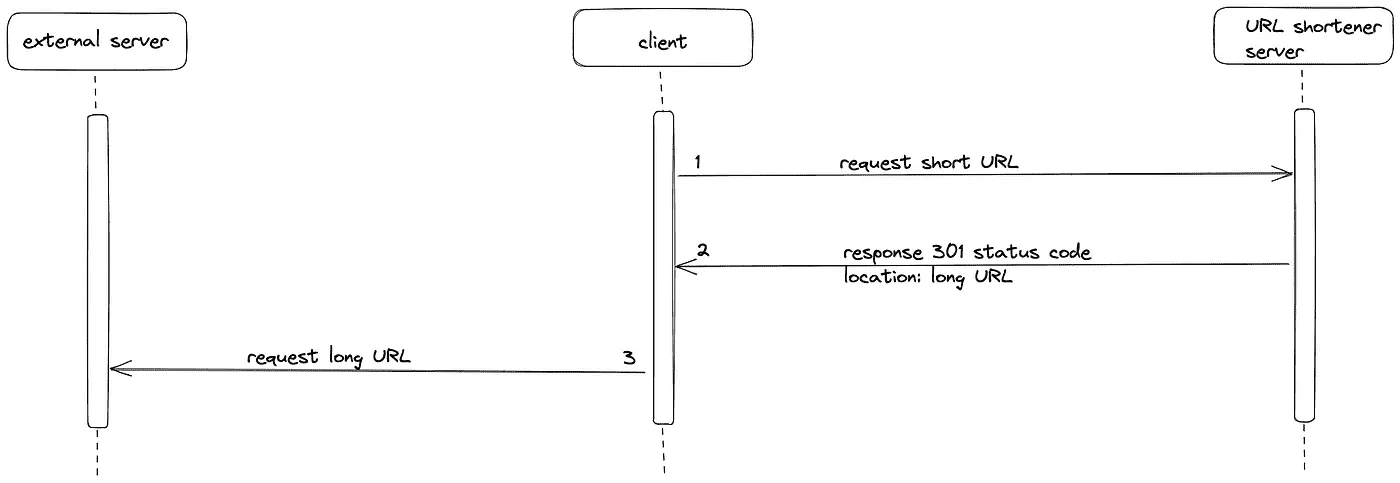 external server
client
URL shortener
server
1
request short URL
2
response 301 status code
location: long URL
request long URL
3